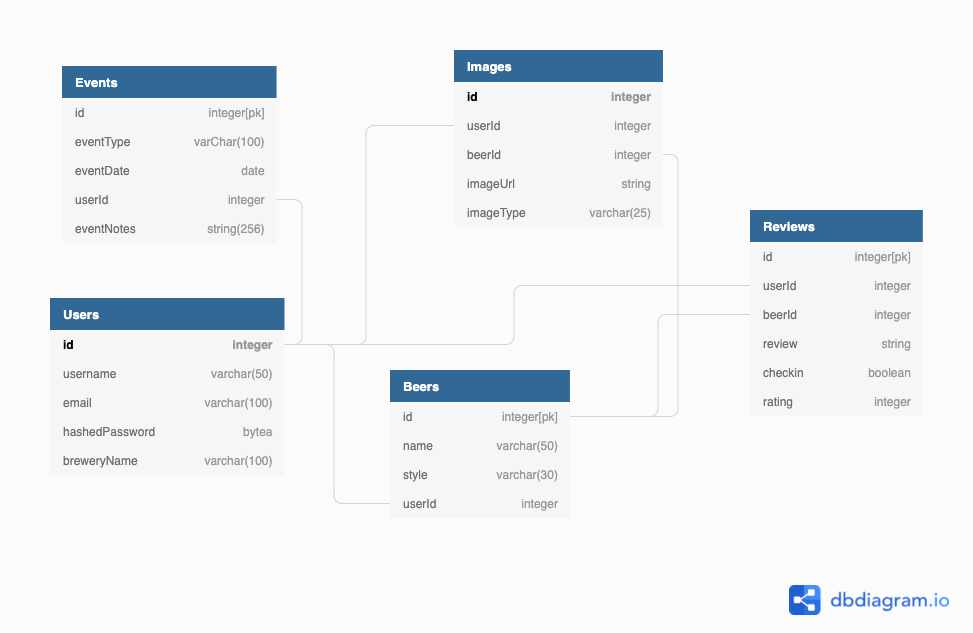 Events
id integer[pk]
eventType varChar(100)
eventDate date
userId integer
eventNotes string(256)
Images
id integer
userId integer
beerId integer
imageUrl string
imageType varchar(25)
Reviews
id integer[pk]
userId integer
beerId integer
review string
checkin boolean
rating integer
Users
id integer
username varchar(50)
email varchar(100)
hashedPassword bytea
breweryName varchar(100)
Beers
id integer[pk]
name varchar(50)
style varchar(30)
userId integer
dbdiagram.io